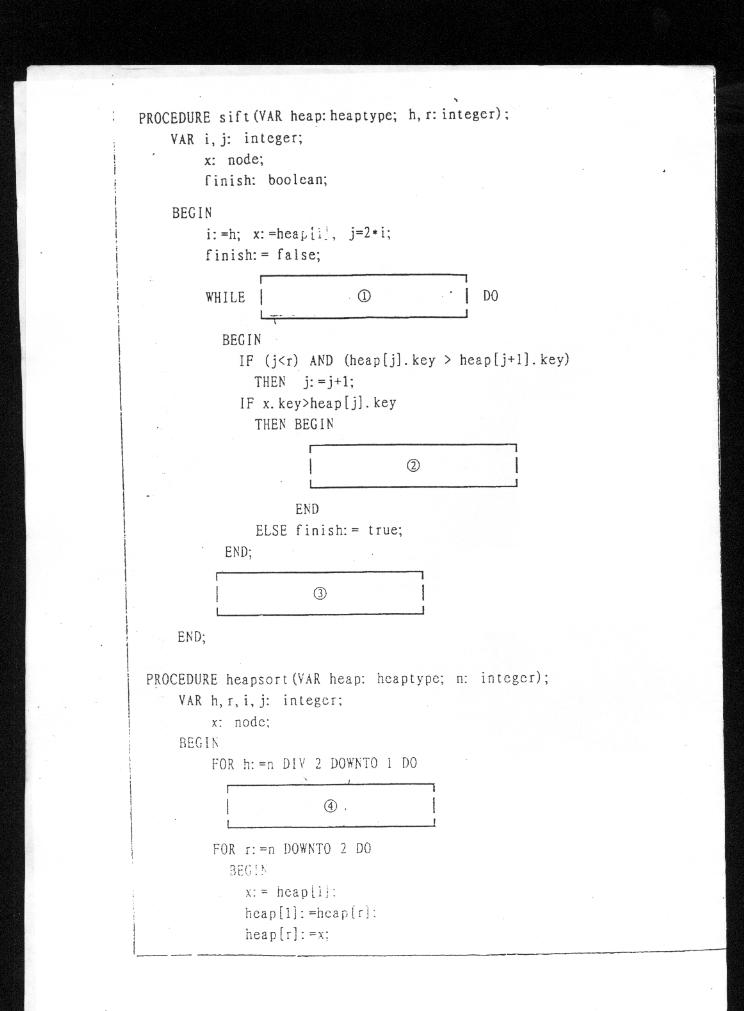 PROCEDURE sift(VAR heap:heaptype; h,r:integer);
VAR i,j: integer;
x: node;
finish: boolean;
BEGIN
i:=h; x:=heap[i], j=2*i;
finish:= false;
WHILE ① DO
BEGIN
IF (j<r) AND (heap[j].key > heap[j+1].key)
THEN j:=j+1;
IF x.key>heap[j].key
THEN BEGIN
②
END
ELSE finish:= true;
END;
③
END;
PROCEDURE heapsort(VAR heap: heaptype; n: integer);
VAR h,r,i,j: integer;
x: node;
BEGIN
FOR h:=n DIV 2 DOWNTO 1 DO
④
FOR r:=n DOWNTO 2 DO
BEGIN
x:= heap[i];
heap[1]:=heap[r];
heap[r]:=x;